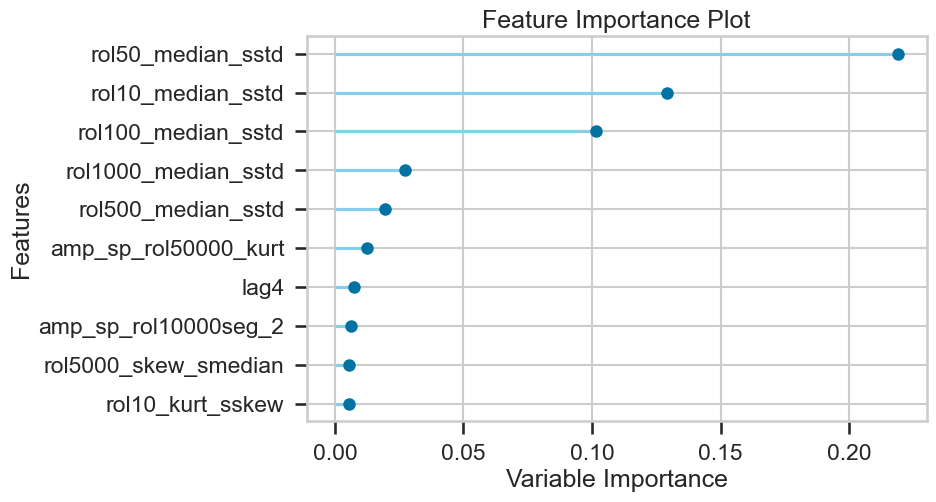 Feature Importance Plot
Features
rol50_median_sstd
rol10_median_sstd
rol100_median_sstd
rol1000_median_sstd
rol500_median_sstd
amp_sp_rol50000_kurt
lag4
amp_sp_rol10000seg_2
rol5000_skew_smedian
rol10_kurt_sskew
0.00 0.05 0.10 0.15 0.20
Variable Importance